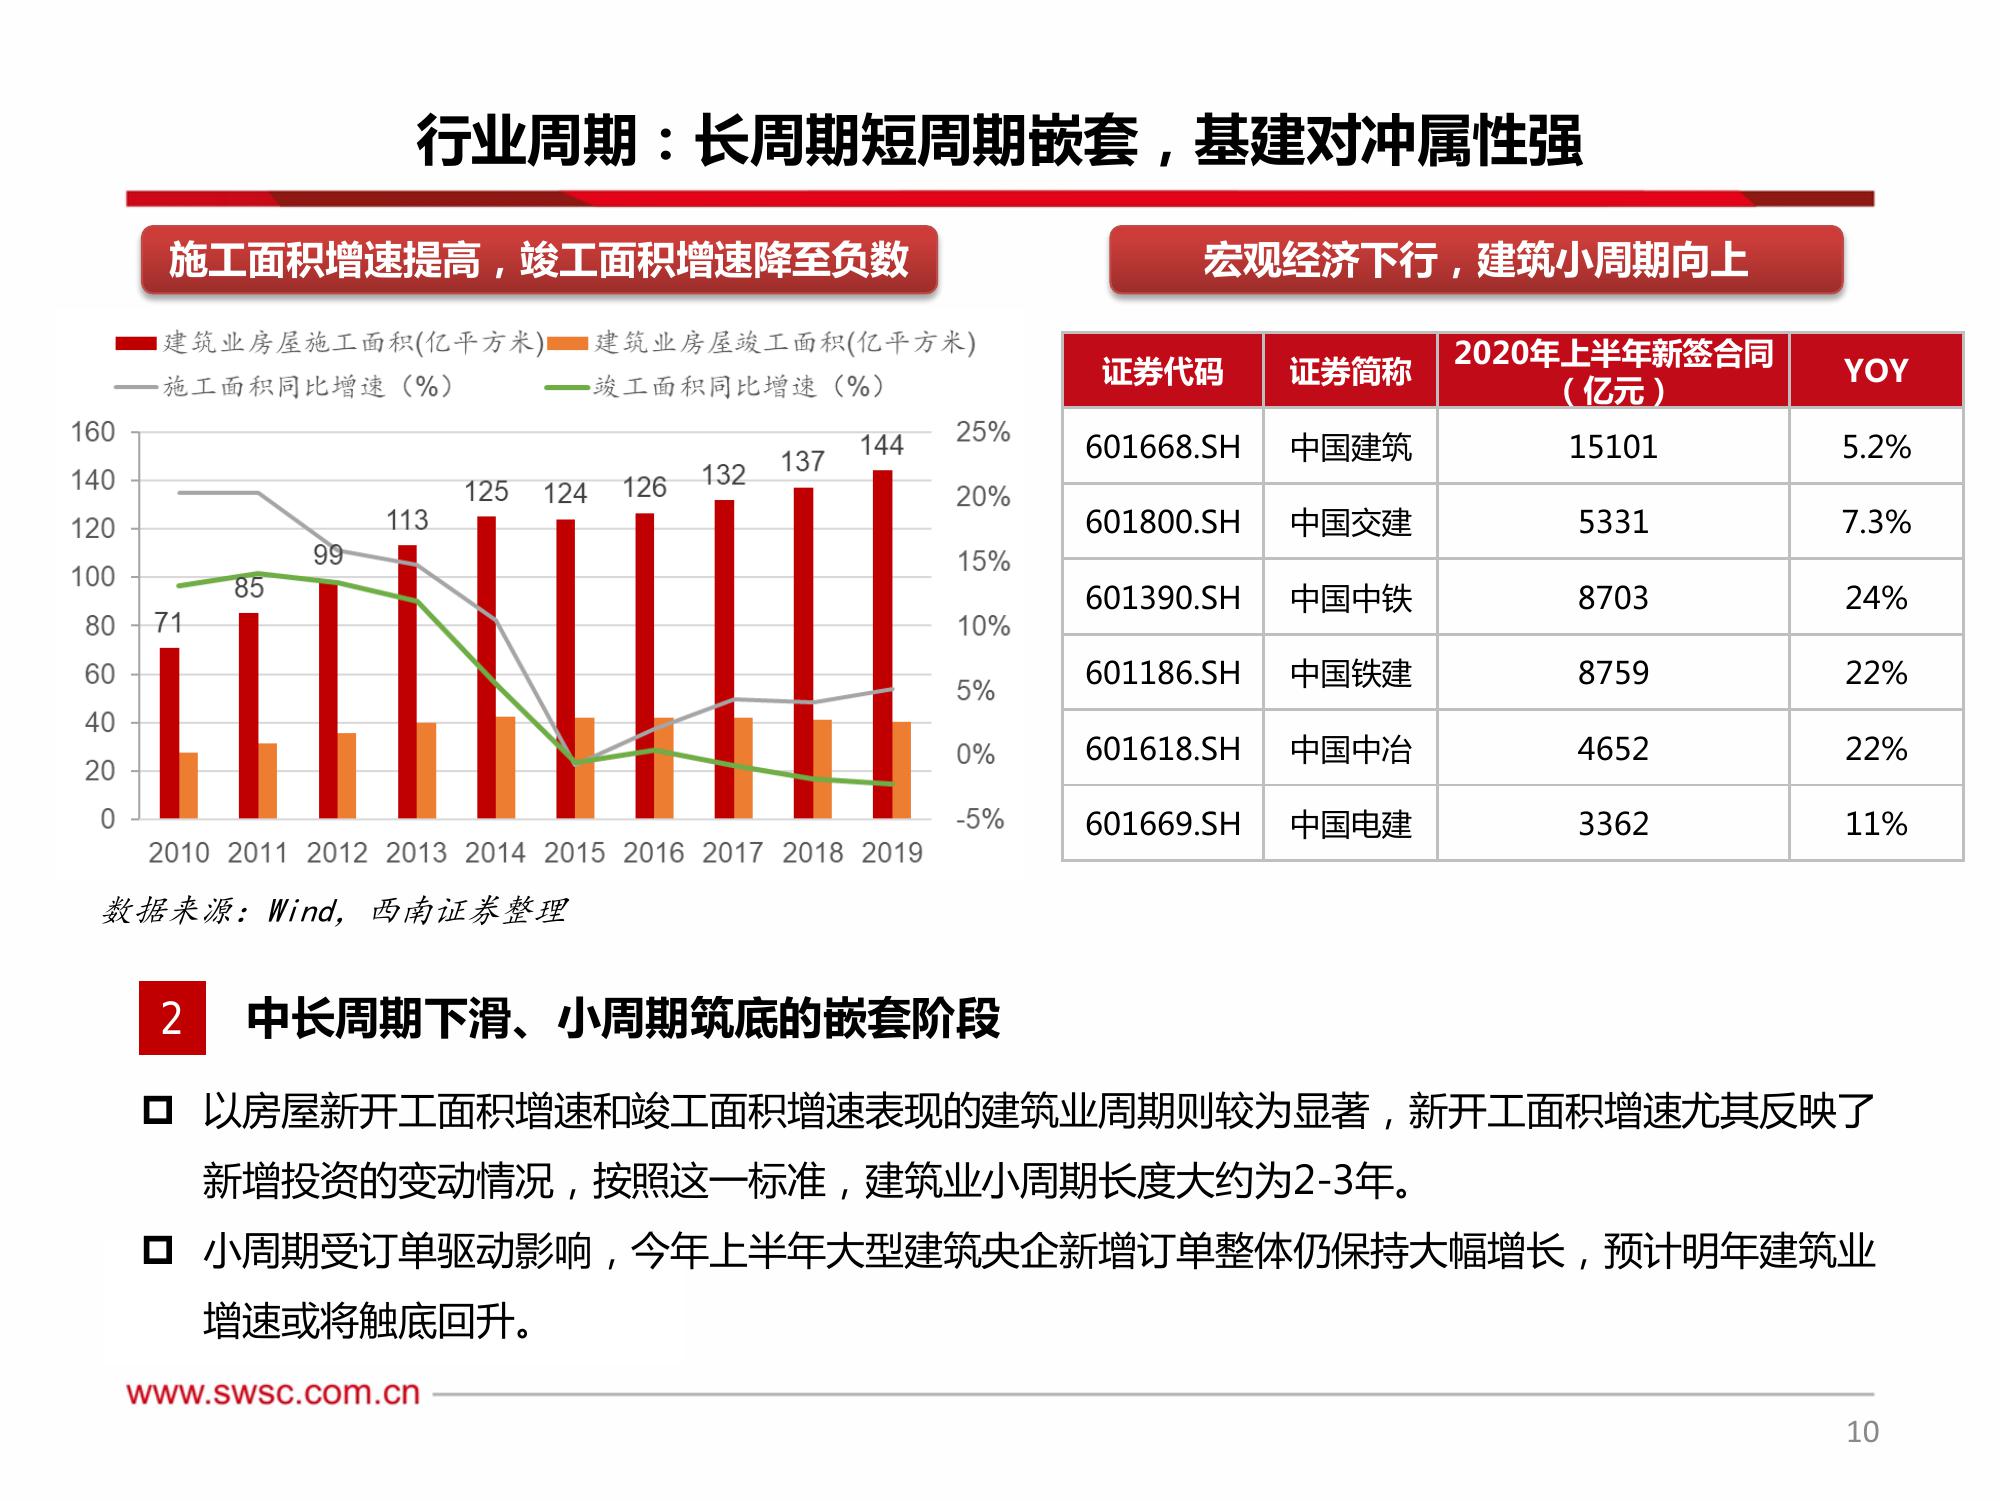 行业周期：长周期短周期嵌套，基建对冲属性强
施工面积增速提高，竣工面积增速降至负数
建筑业房屋施工面积(亿平方米)
建筑业房屋竣工面积(亿平方米)
施工面积同比增速（%）
竣工面积同比增速（%）
160
140
120
100
80
60
40
20
0
71
85
99
113
125
124
126
132
137
144
25%
20%
15%
10%
5%
0%
-5%
2010 2011 2012 2013 2014 2015 2016 2017 2018 2019
数据来源：Wind，西南证券整理
宏观经济下行，建筑小周期向上
证券代码 证券简称 2020年上半年新签合同（亿元） YOY
601668.SH 中国建筑 15101 5.2%
601800.SH 中国交建 5331 7.3%
601390.SH 中国中铁 8703 24%
601186.SH 中国铁建 8759 22%
601618.SH 中国中冶 4652 22%
601669.SH 中国电建 3362 11%
2 中长周期下滑、小周期筑底的嵌套阶段
以房屋新开工面积增速和竣工面积增速表现的建筑业周期则较为显著，新开工面积增速尤其反映了
新增投资的变动情况，按照这一标准，建筑业小周期长度大约为2-3年。
小周期受订单驱动影响，今年上半年大型建筑央企新增订单整体仍保持大幅增长，预计明年建筑业
增速或将触底回升。
www.swsc.com.cn
10